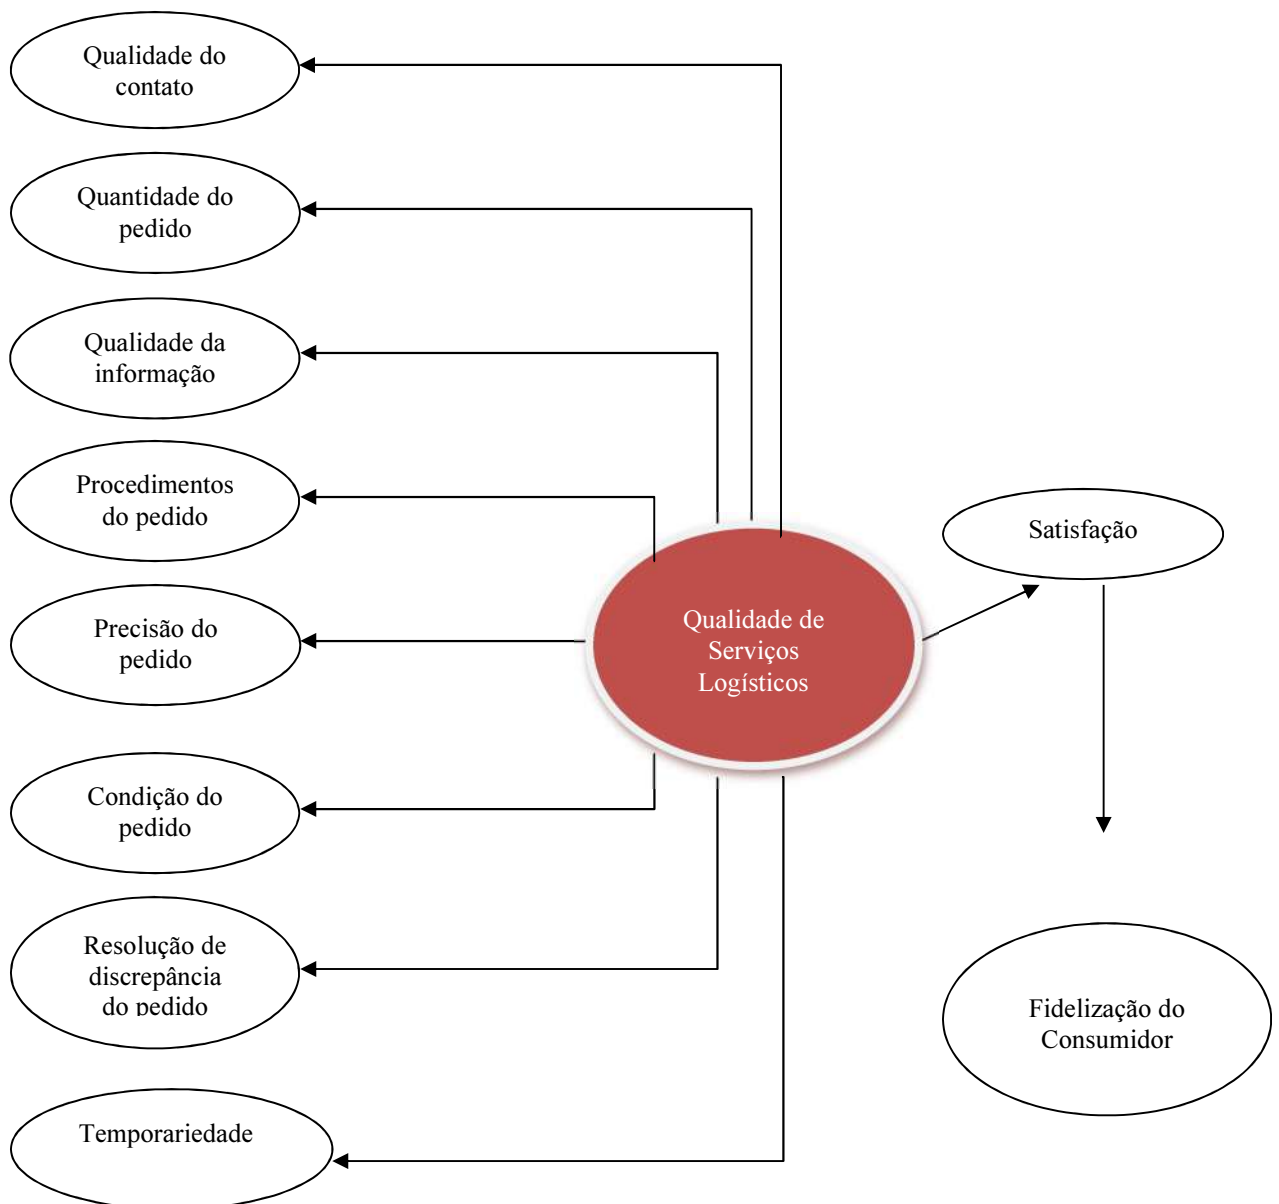 Qualidade do
contato
Quantidade do
pedido
Qualidade da
informação
Procedimentos
do pedido
Precisão do
pedido
Condição do
pedido
Resolução de
discrepância
do pedido
Temporariedade
Qualidade de
Serviços
Logísticos
Satisfação
Fidelização do
Consumidor